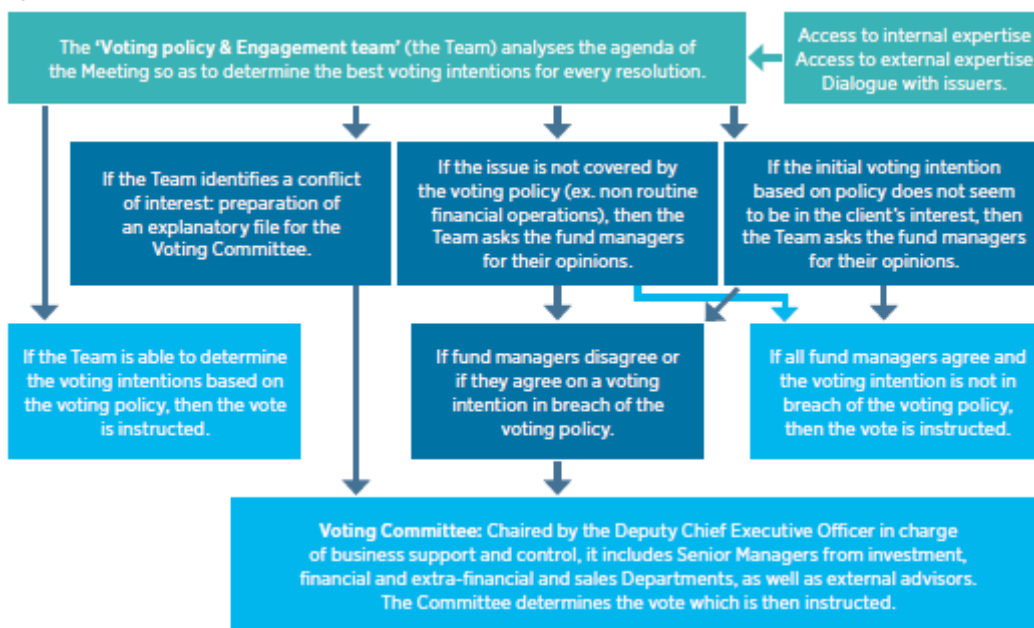 The ‘Voting policy & Engagement team’ (the Team) analyses the agenda of
the Meeting so as to determine the best voting intentions for every resolution.
Access to internal expertise
Access to external expertise
Dialogue with issuers.
If the Team identifies a conflict
of interest: preparation of
an explanatory file for the
Voting Committee.
If the issue is not covered by
the voting policy (ex. non routine
financial operations), then the
Team asks the fund managers
for their opinions.
If the initial voting intention
based on policy does not seem
to be in the client’s interest, then
the Team asks the fund managers
for their opinions.
If the Team is able to determine
the voting intentions based on
the voting policy, then the vote
is instructed.
If fund managers disagree or
if they agree on a voting
intention in breach of the
voting policy.
If all fund managers agree and
the voting intention is not in
breach of the voting policy,
then the vote is instructed.
Voting Committee: Chaired by the Deputy Chief Executive Officer in charge
of business support and control, it includes Senior Managers from investment,
financial and extra-financial and sales Departments, as well as external advisors.
The Committee determines the vote which is then instructed.